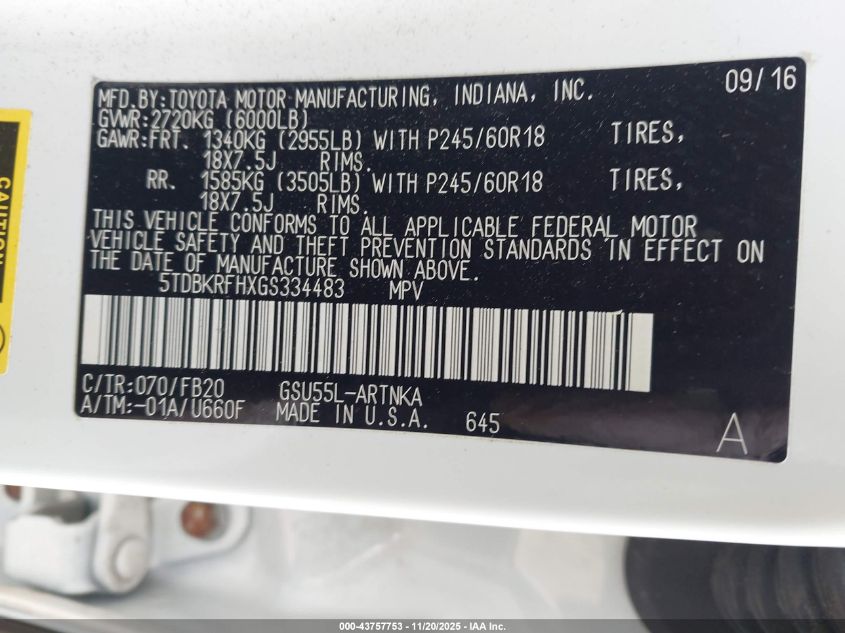 MFD.BY:TOYOTA MOTOR MANUFACTURING, INDIANA, INC. 09/16
GVWR:2720KG (6000LB)
GAWR:FRT. 1340KG (2955LB) WITH P245/60R18 TIRES,
18X7.5J RIMS.
RR. 1585KG (3505LB) WITH P245/60R18 TIRES,
18X7.5J RIMS.
THIS VEHICLE CONFORMS TO ALL APPLICABLE FEDERAL MOTOR
VEHICLE SAFETY AND THEFT PREVENTION STANDARDS IN EFFECT ON
THE DATE OF MANUFACTURE SHOWN ABOVE.
5TDBKRFHXGS334483 MPV
C/TR:070/FB20 GSU55L-ARTNKA
A/TM:-01A/U660F MADE IN U.S.A. 645
A
CAUTION
000-43757753 - 11/20/2025 - IAA Inc.